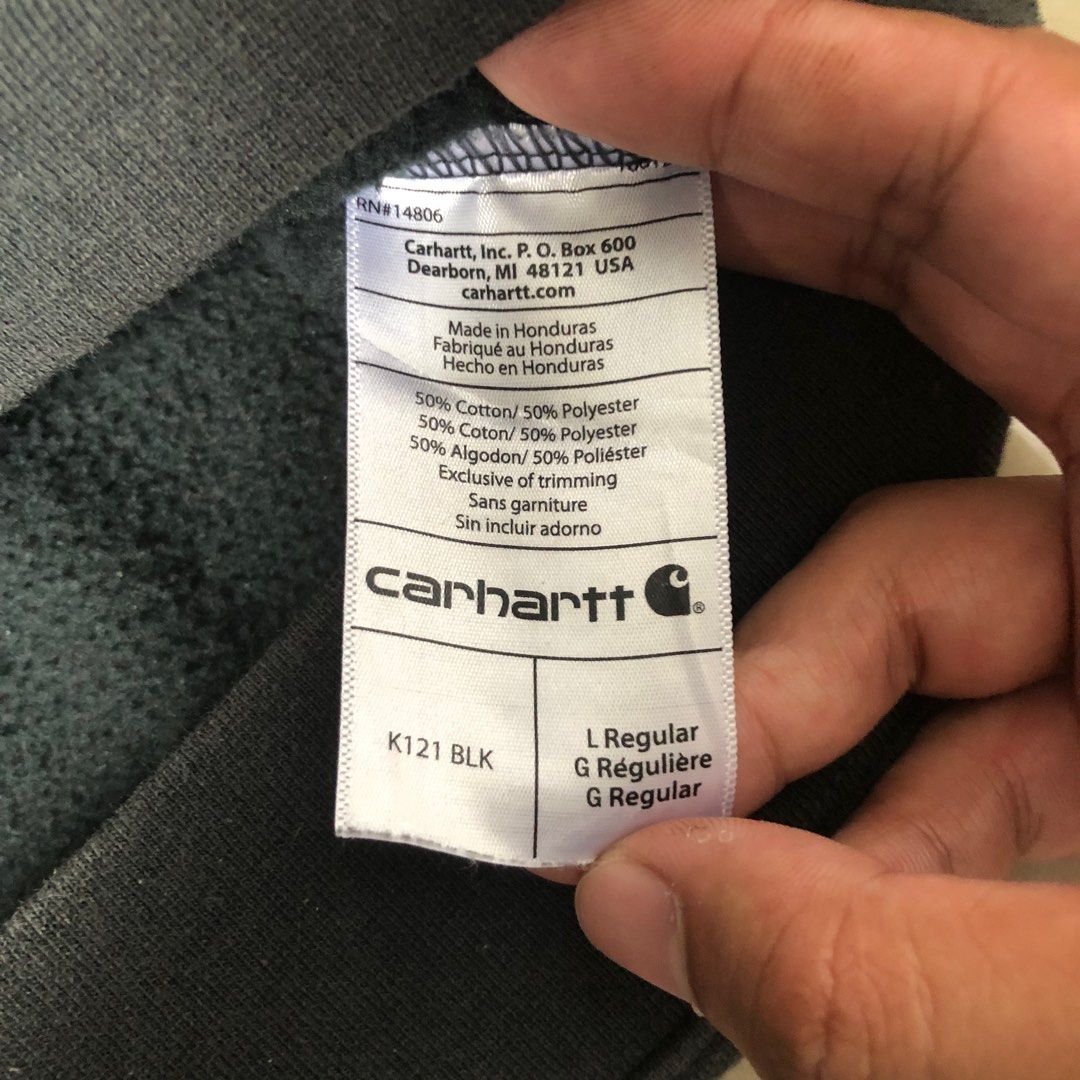 RN#14806
Carhartt, Inc. P. O. Box 600
Dearborn, MI 48121 USA
carhartt.com
Made in Honduras
Fabriqué au Honduras
Hecho en Honduras
50% Cotton/ 50% Polyester
50% Coton/ 50% Polyester
50% Algodon/ 50% Poliéster
Exclusive of trimming
Sans garniture
Sin incluir adorno
carhartt ®
K121 BLK
L Regular
G Régulière
G Regular